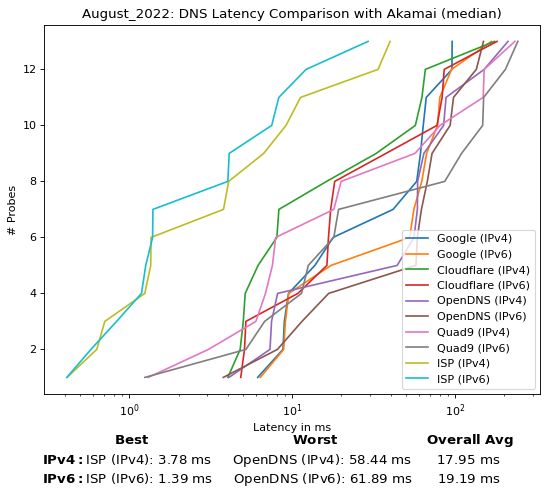 August_2022: DNS Latency Comparison with Akamai (median)
12
10
8
6
4
2
# Probes
Google (IPv4)
Google (IPv6)
Cloudflare (IPv4)
Cloudflare (IPv6)
OpenDNS (IPv4)
OpenDNS (IPv6)
Quad9 (IPv4)
Quad9 (IPv6)
ISP (IPv4)
ISP (IPv6)
10⁰ 10¹ 10²
Latency in ms
Best Worst Overall Avg
IPv4: ISP (IPv4): 3.78 ms OpenDNS (IPv4): 58.44 ms 17.95 ms
IPv6: ISP (IPv6): 1.39 ms OpenDNS (IPv6): 61.89 ms 19.19 ms